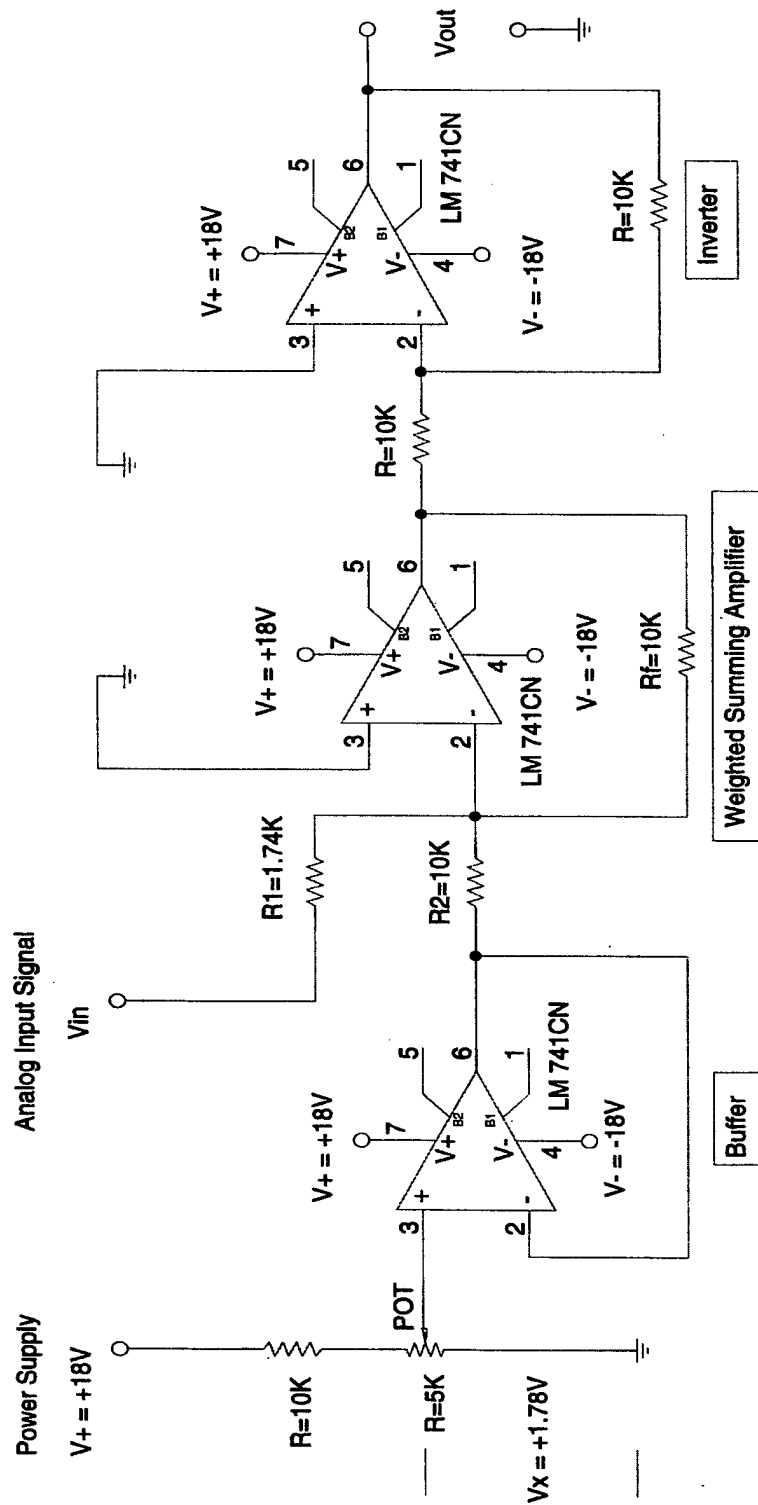 Power Supply
V+ = +18V
R=10K
R=5K
POT
Vx = +1.78V
3
+
2
-
V+ = +18V
7
V+
B2
5
6
B1
1
V-
4
V- = -18V
LM 741CN
Buffer
Analog Input Signal
Vin
R1=1.74K
R2=10K
3
+
2
-
V+ = +18V
7
V+
B2
5
6
B1
1
V-
4
LM 741CN
V- = -18V
Rf=10K
Weighted Summing Amplifier
R=10K
3
+
2
-
V+ = +18V
7
V+
B2
5
6
B1
1
V-
4
LM 741CN
V- = -18V
R=10K
Inverter
Vout